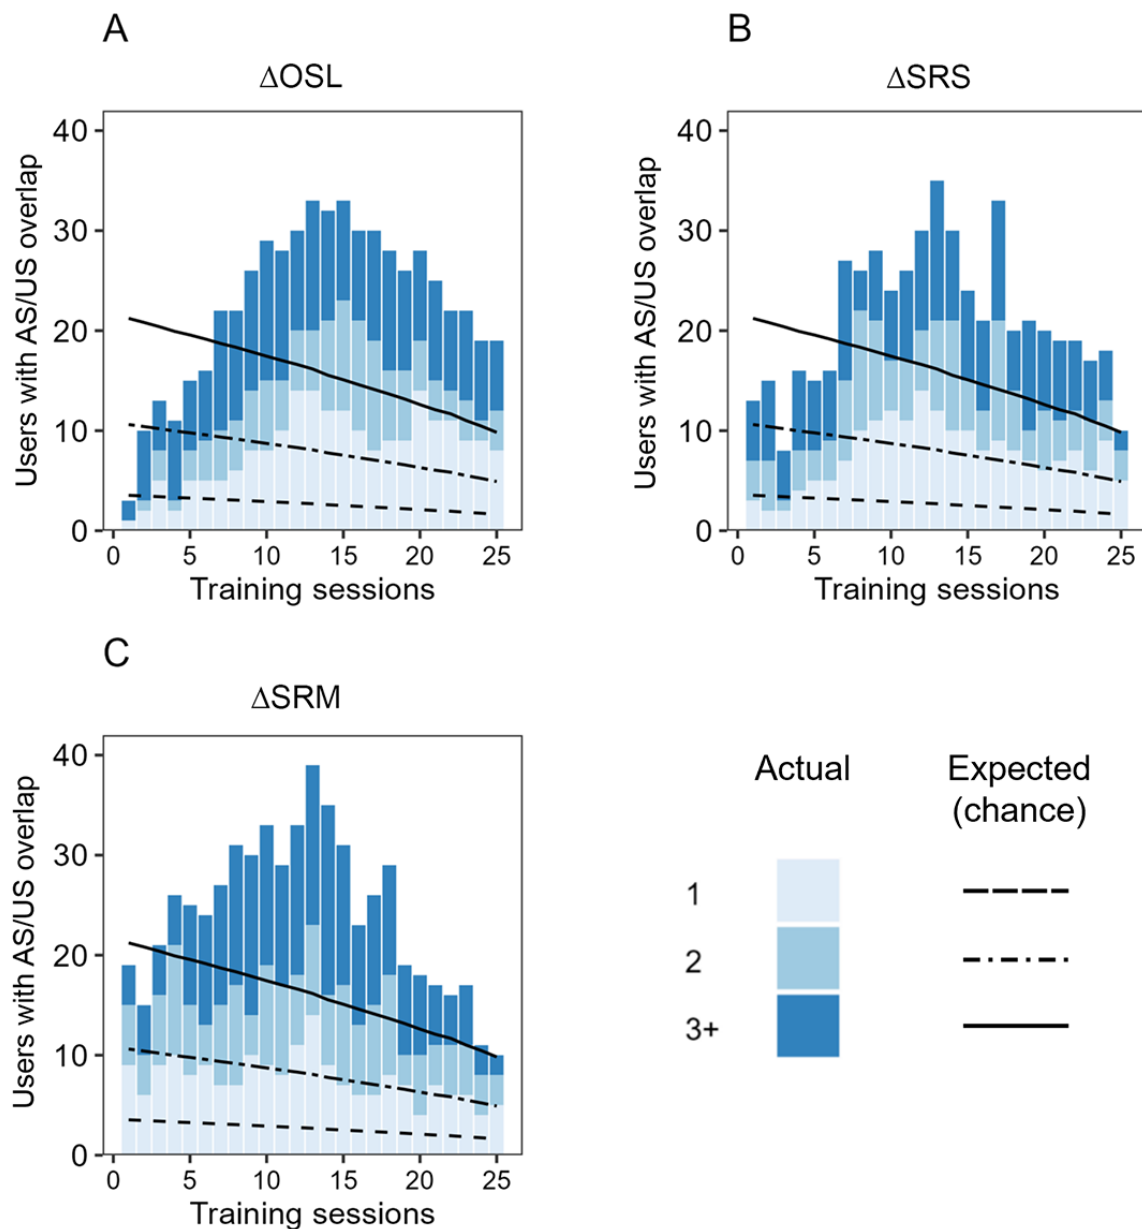 A
ΔOSL
Users with AS/US overlap
40
30
20
10
0
0 5 10 15 20 25
Training sessions
B
ΔSRS
Users with AS/US overlap
40
30
20
10
0
0 5 10 15 20 25
Training sessions
C
ΔSRM
Users with AS/US overlap
40
30
20
10
0
0 5 10 15 20 25
Training sessions
Actual Expected
(chance)
1
2
3+